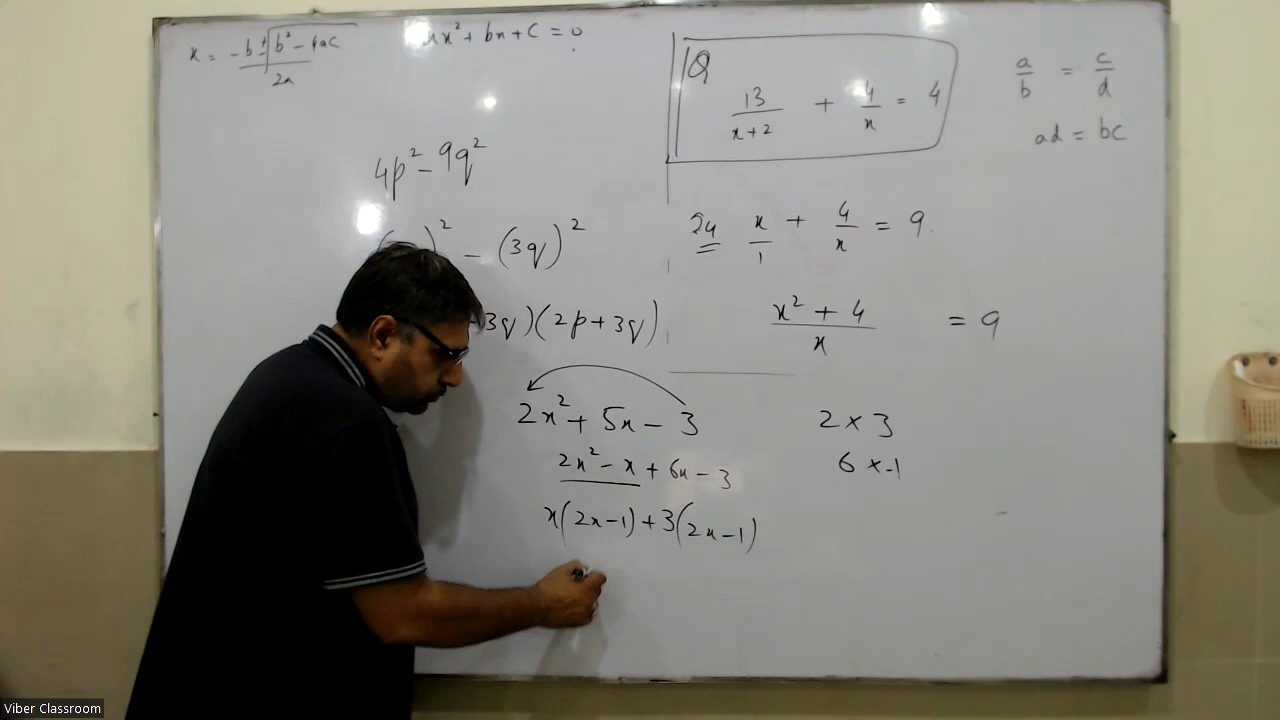 x = -b ± √b² - 4ac / 2a
x² + bx + C = 0
Q
13/x+2 + 4/x = 4
a/b = c/d
ad = bc
4p² - 9q²
)² - (3q)²
3q)(2p + 3q)
24 x/1 + 4/x = 9.
x² + 4 / x = 9
2x² + 5x - 3
2x² - x + 6x - 3
x(2x-1) + 3(2x-1)
2 × 3
6 × -1
Viber Classroom